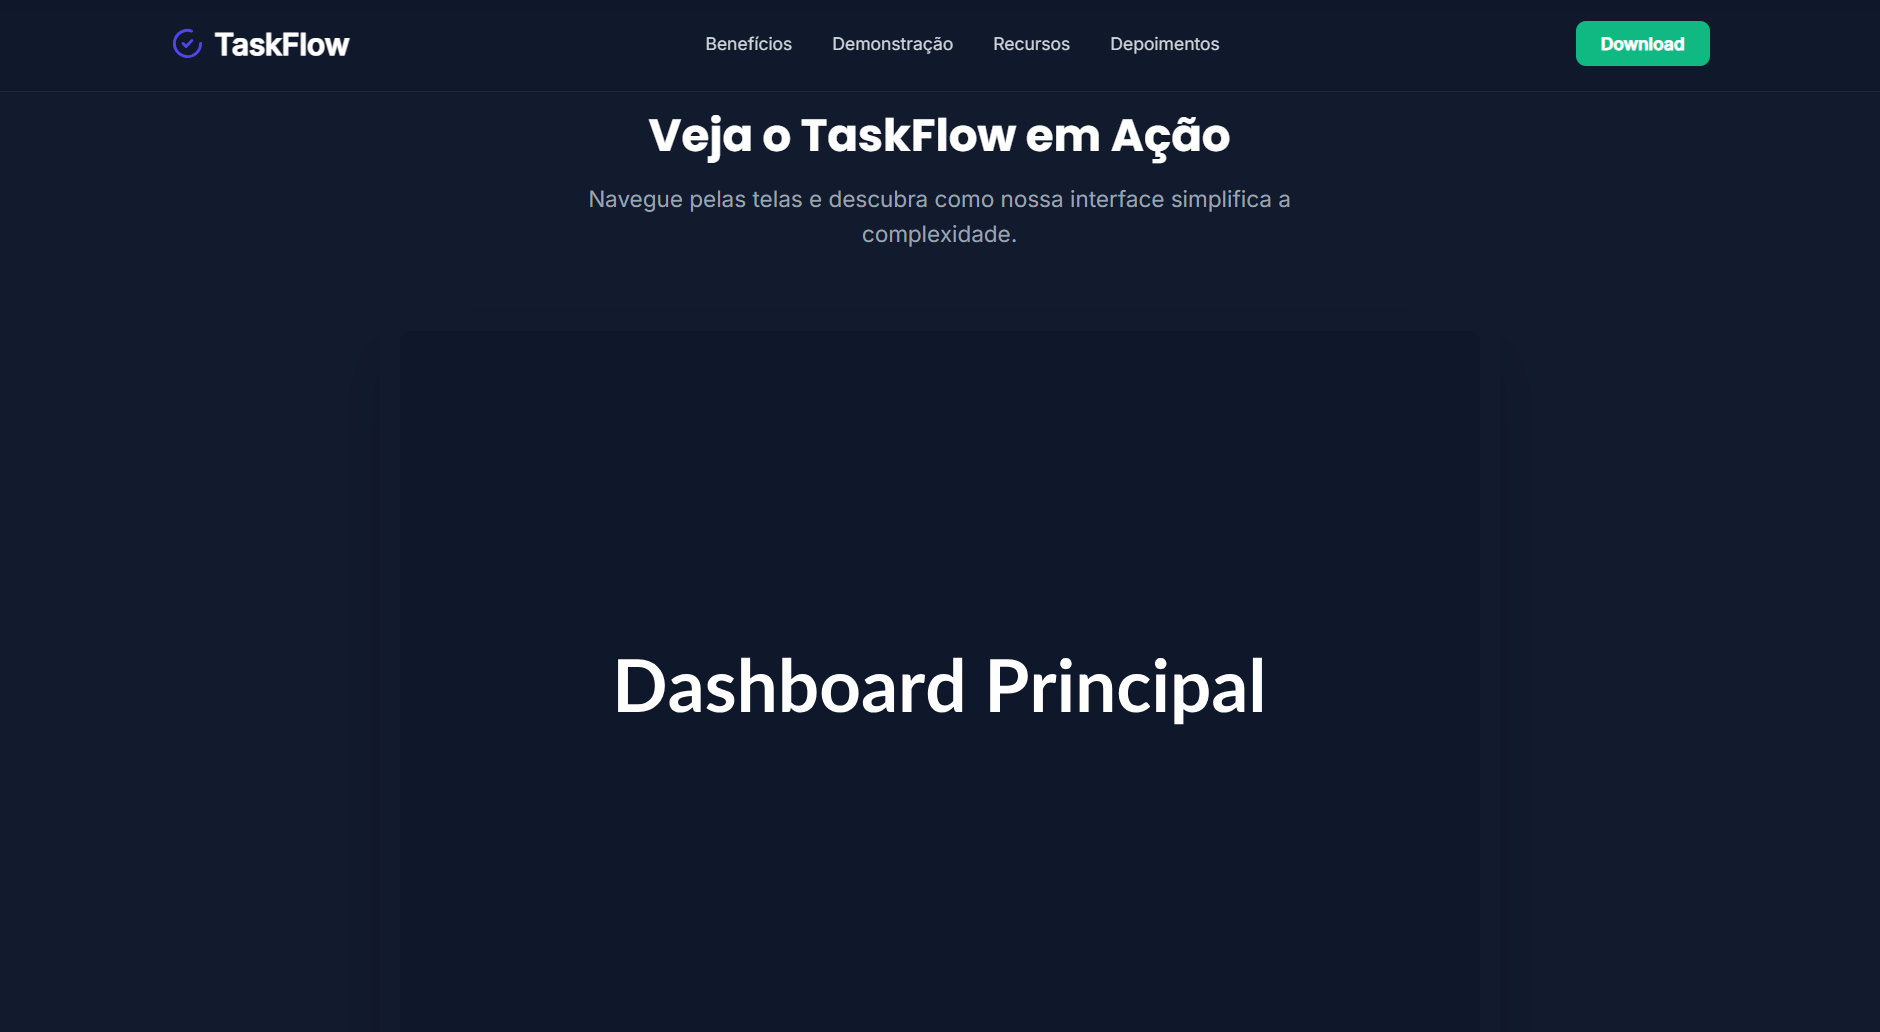 TaskFlow
Benefícios
Demonstração
Recursos
Depoimentos
Download
Veja o TaskFlow em Ação
Navegue pelas telas e descubra como nossa interface simplifica a
complexidade.
Dashboard Principal